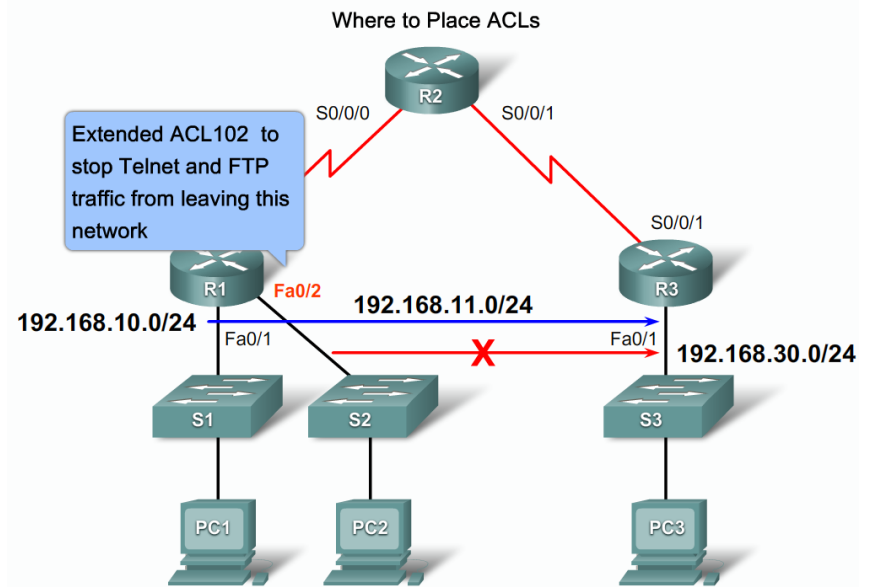 Where to Place ACLs
R2
S0/0/0
S0/0/1
Extended ACL102 to
stop Telnet and FTP
traffic from leaving this
network
S0/0/1
R1
Fa0/2
R3
192.168.11.0/24
192.168.10.0/24
Fa0/1
Fa0/1
X
192.168.30.0/24
S1
S2
S3
PC1
PC2
PC3